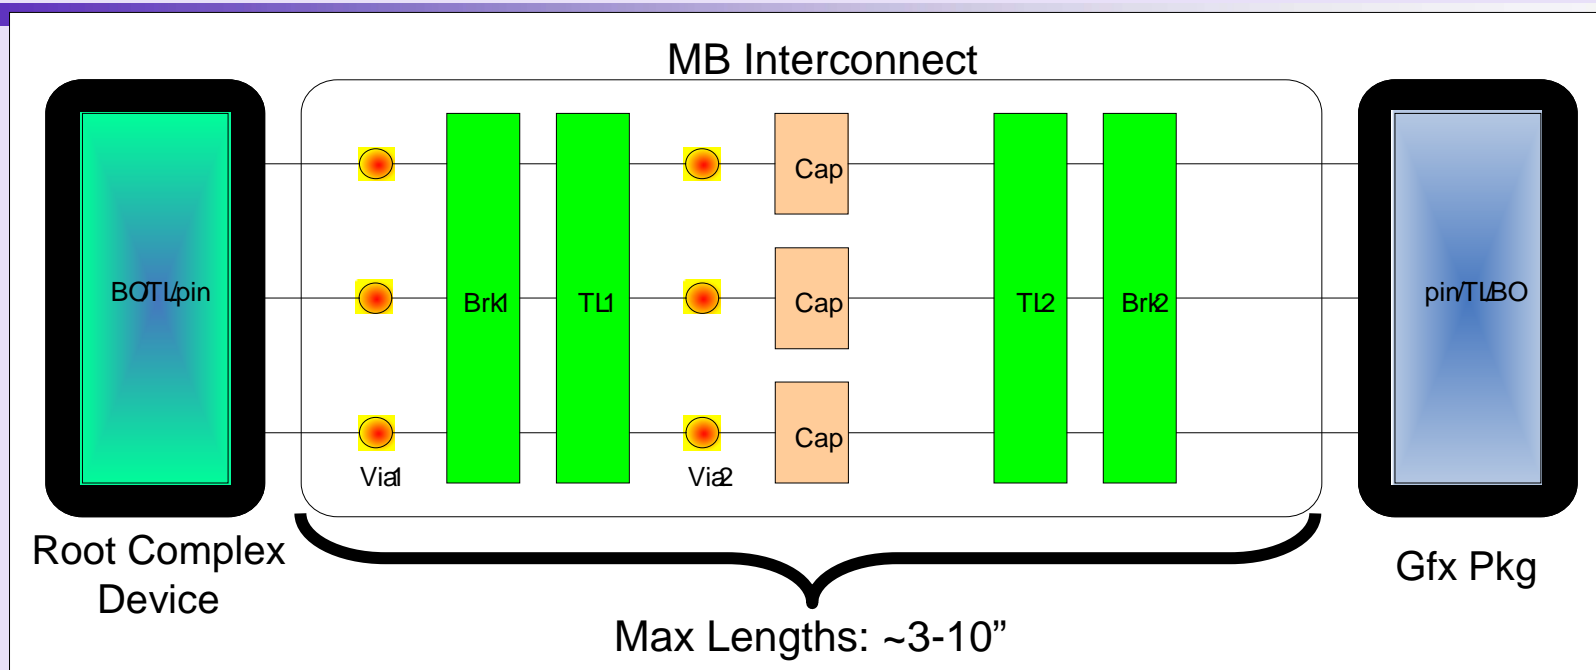 MB Interconnect
BO/TL/pin
Brk1
TL1
Cap
Cap
Cap
TL2
Brk2
pin/TL/BO
Via1
Via2
Root Complex
Device
Gfx Pkg
Max Lengths: ~3-10”